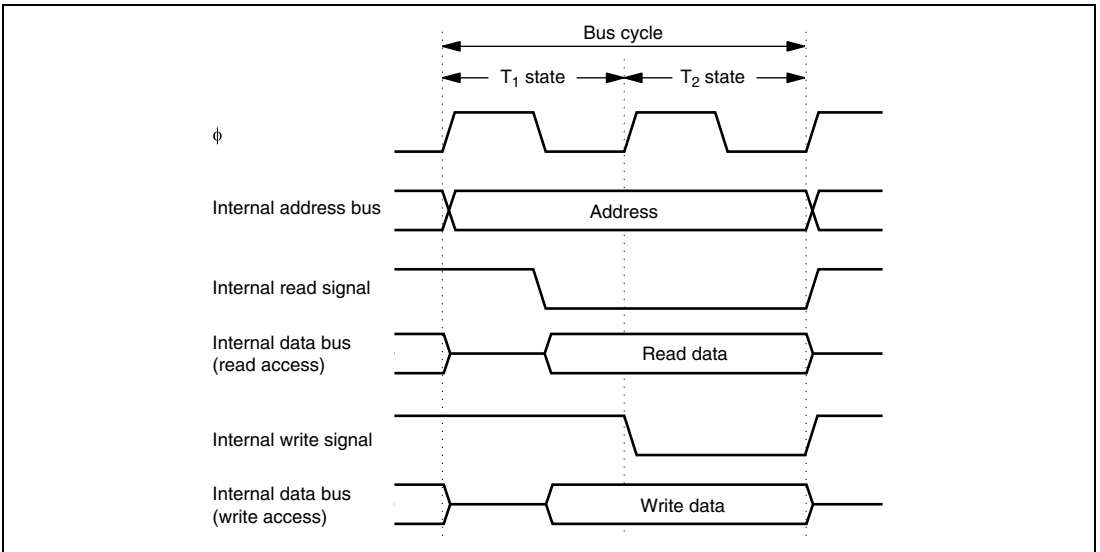 Bus cycle
T₁ state
T₂ state
ϕ
Internal address bus
Address
Internal read signal
Internal data bus
(read access)
Read data
Internal write signal
Internal data bus
(write access)
Write data